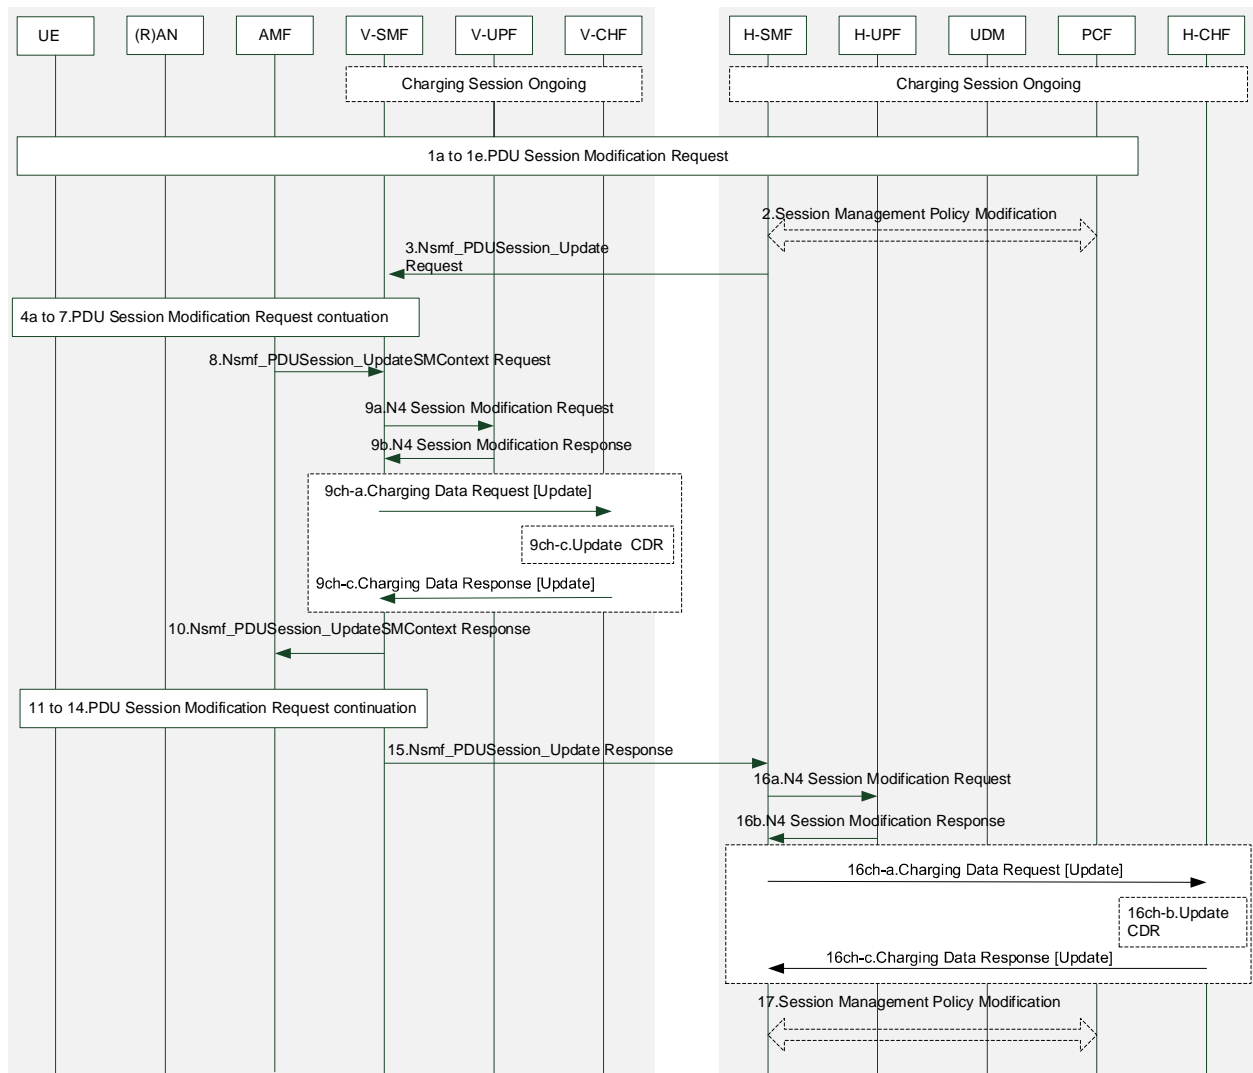 UE
(R)AN
AMF
V-SMF
V-UPF
V-CHF
H-SMF
H-UPF
UDM
PCF
H-CHF
Charging Session Ongoing
Charging Session Ongoing
1a to 1e.PDU Session Modification Request
2.Session Management Policy Modification
3.Nsmf_PDUSession_Update
Request
4a to 7.PDU Session Modification Request contuation
8.Nsmf_PDUSession_UpdateSMContext Request
9a.N4 Session Modification Request
9b.N4 Session Modification Response
9ch-a.Charging Data Request [Update]
9ch-c.Update CDR
9ch-c.Charging Data Response [Update]
10.Nsmf_PDUSession_UpdateSMContext Response
11 to 14.PDU Session Modification Request continuation
15.Nsmf_PDUSession_Update Response
16a.N4 Session Modification Request
16b.N4 Session Modification Response
16ch-a.Charging Data Request [Update]
16ch-b.Update
CDR
16ch-c.Charging Data Response [Update]
17.Session Management Policy Modification